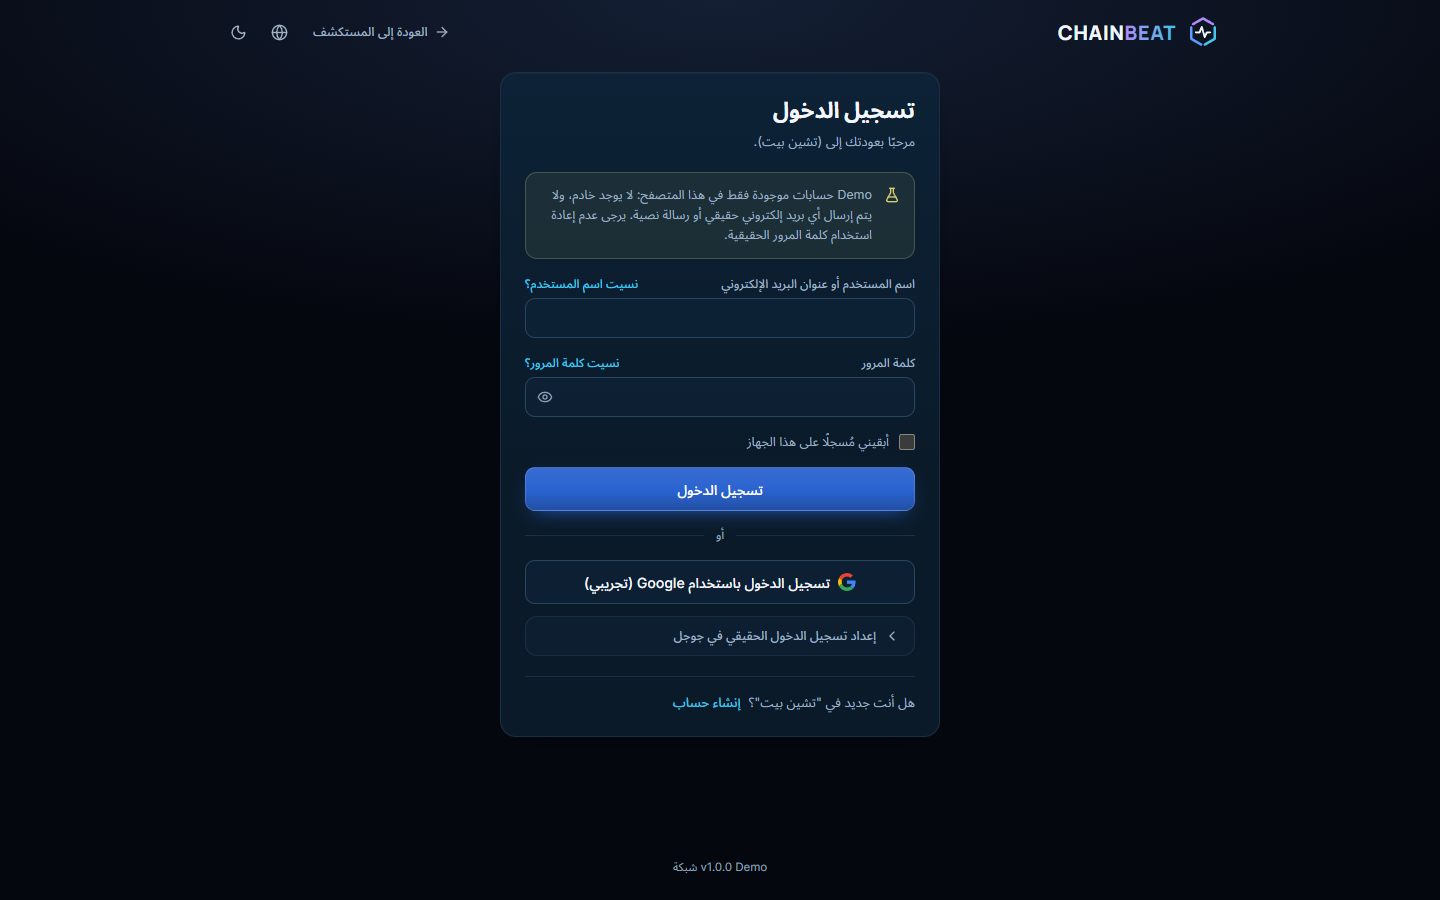 CHAINBEAT
العودة إلى المستكشف
تسجيل الدخول
مرحبًا بعودتك إلى (تشين بيت).
Demo حسابات موجودة فقط في هذا المتصفح: لا يوجد خادم، ولا
يتم إرسال أي بريد إلكتروني حقيقي أو رسالة نصية. يرجى عدم إعادة
استخدام كلمة المرور الحقيقية.
اسم المستخدم أو عنوان البريد الإلكتروني
نسيت اسم المستخدم؟
كلمة المرور
نسيت كلمة المرور؟
أبقيني مُسجلًا على هذا الجهاز
تسجيل الدخول
أو
تسجيل الدخول باستخدام Google (تجريبي)
إعداد تسجيل الدخول الحقيقي في جوجل
هل أنت جديد في "تشين بيت"؟ إنشاء حساب
v1.0.0 Demo شبكة